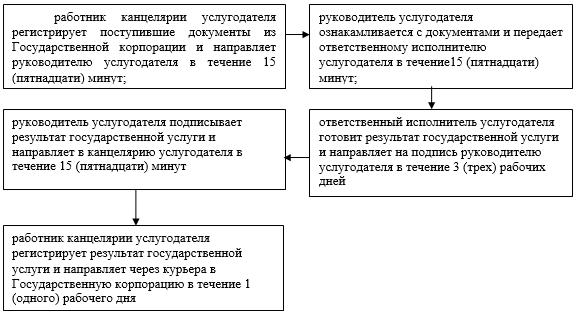 работник канцелярии услугодателя
регистрирует поступившие документы из
Государственной корпорации и направляет
руководителю услугодателя в течение 15
(пятнадцати) минут;
руководитель услугодателя
ознакамливается с документами и передает
ответственному исполнителю
услугодателя в течение15 (пятнадцати)
минут;
ответственный исполнитель услугодателя
готовит результат государственной услуги
и направляет на подпись руководителю
услугодателя в течение 3 (трех) рабочих
дней
руководитель услугодателя подписывает
результат государственной услуги и
направляет в канцелярию услугодателя в
течение 15 (пятнадцати) минут
работник канцелярии услугодателя
регистрирует результат государственной
услуги и направляет через курьера в
Государственную корпорацию в течение 1
(одного) рабочего дня